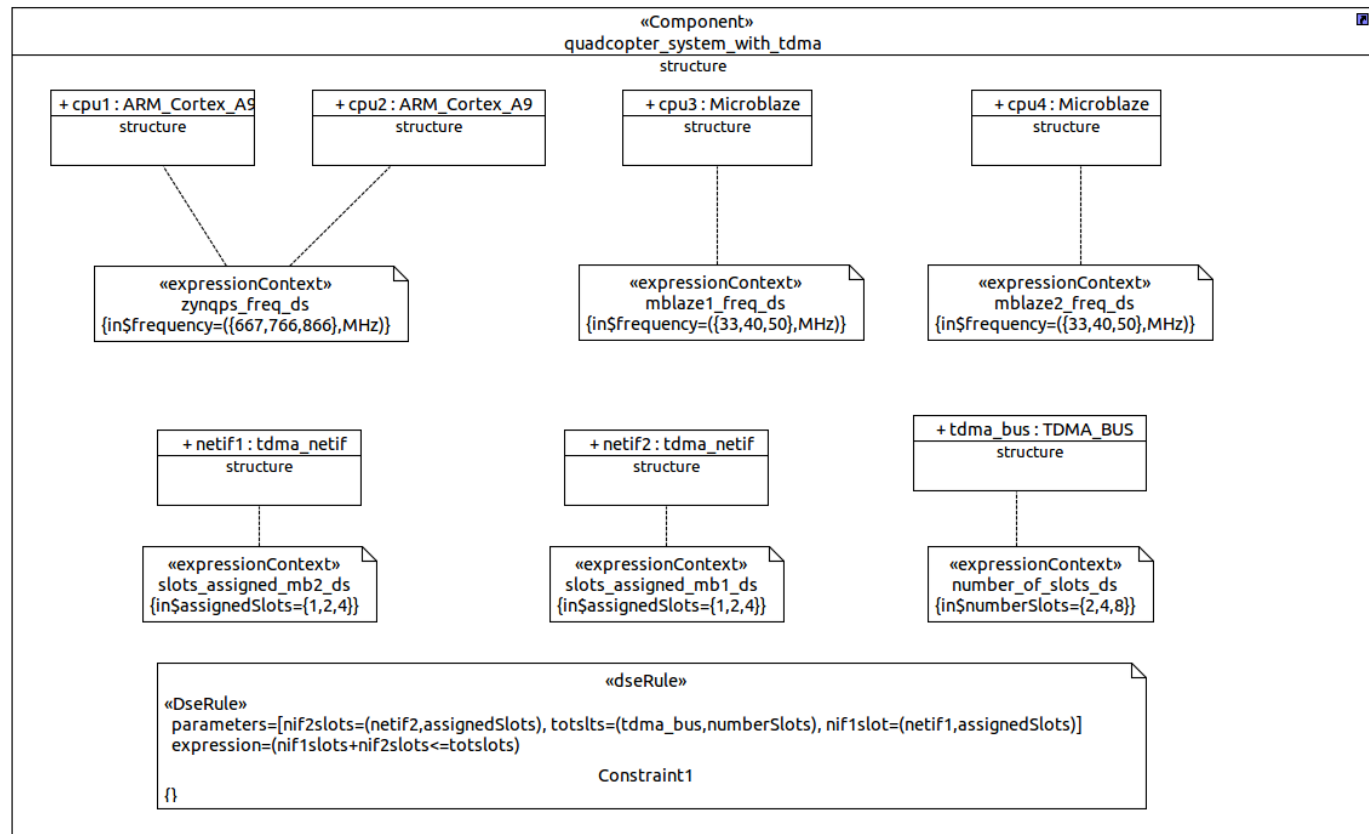 «Component»
quadcopter_system_with_tdma
structure
+ cpu1 : ARM_Cortex_A9
structure
+ cpu2 : ARM_Cortex_A9
structure
+ cpu3 : Microblaze
structure
+ cpu4 : Microblaze
structure
«expressionContext»
zynqps_freq_ds
{in$frequency=({667,766,866},MHz)}
«expressionContext»
mblaze1_freq_ds
{in$frequency=({33,40,50},MHz)}
«expressionContext»
mblaze2_freq_ds
{in$frequency=({33,40,50},MHz)}
+ netif1 : tdma_netif
structure
+ netif2 : tdma_netif
structure
+ tdma_bus : TDMA_BUS
structure
«expressionContext»
slots_assigned_mb2_ds
{in$assignedSlots={1,2,4}}
«expressionContext»
slots_assigned_mb1_ds
{in$assignedSlots={1,2,4}}
«expressionContext»
number_of_slots_ds
{in$numberSlots={2,4,8}}
«dseRule»
«DseRule»
parameters=[nif2slots=(netif2,assignedSlots), totslts=(tdma_bus,numberSlots), nif1slot=(netif1,assignedSlots)]
expression=(nif1slots+nif2slots<=totslots)
Constraint1
{}